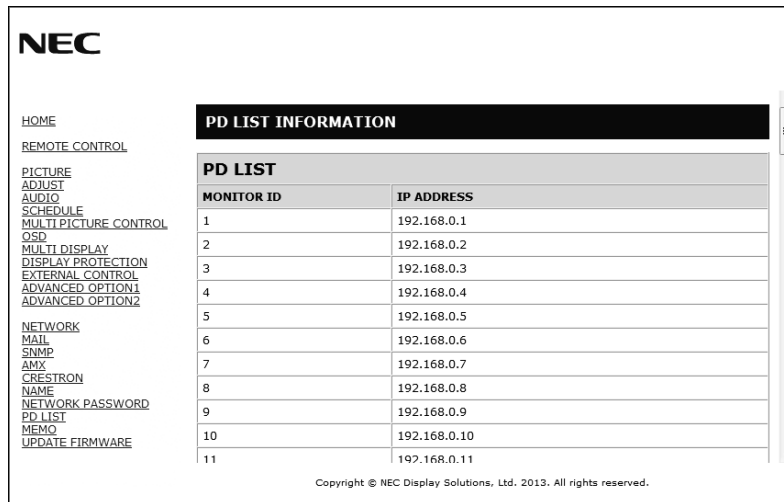 NEC
HOME
REMOTE CONTROL
PICTURE
ADJUST
AUDIO
SCHEDULE
MULTI PICTURE CONTROL
OSD
MULTI DISPLAY
DISPLAY PROTECTION
EXTERNAL CONTROL
ADVANCED OPTION1
ADVANCED OPTION2
NETWORK
MAIL
SNMP
AMX
CRESTRON
NAME
NETWORK PASSWORD
PD LIST
MEMO
UPDATE FIRMWARE
PD LIST INFORMATION
PD LIST
MONITOR ID IP ADDRESS
1 192.168.0.1
2 192.168.0.2
3 192.168.0.3
4 192.168.0.4
5 192.168.0.5
6 192.168.0.6
7 192.168.0.7
8 192.168.0.8
9 192.168.0.9
10 192.168.0.10
11 192.168.0.11
Copyright © NEC Display Solutions, Ltd. 2013. All rights reserved.